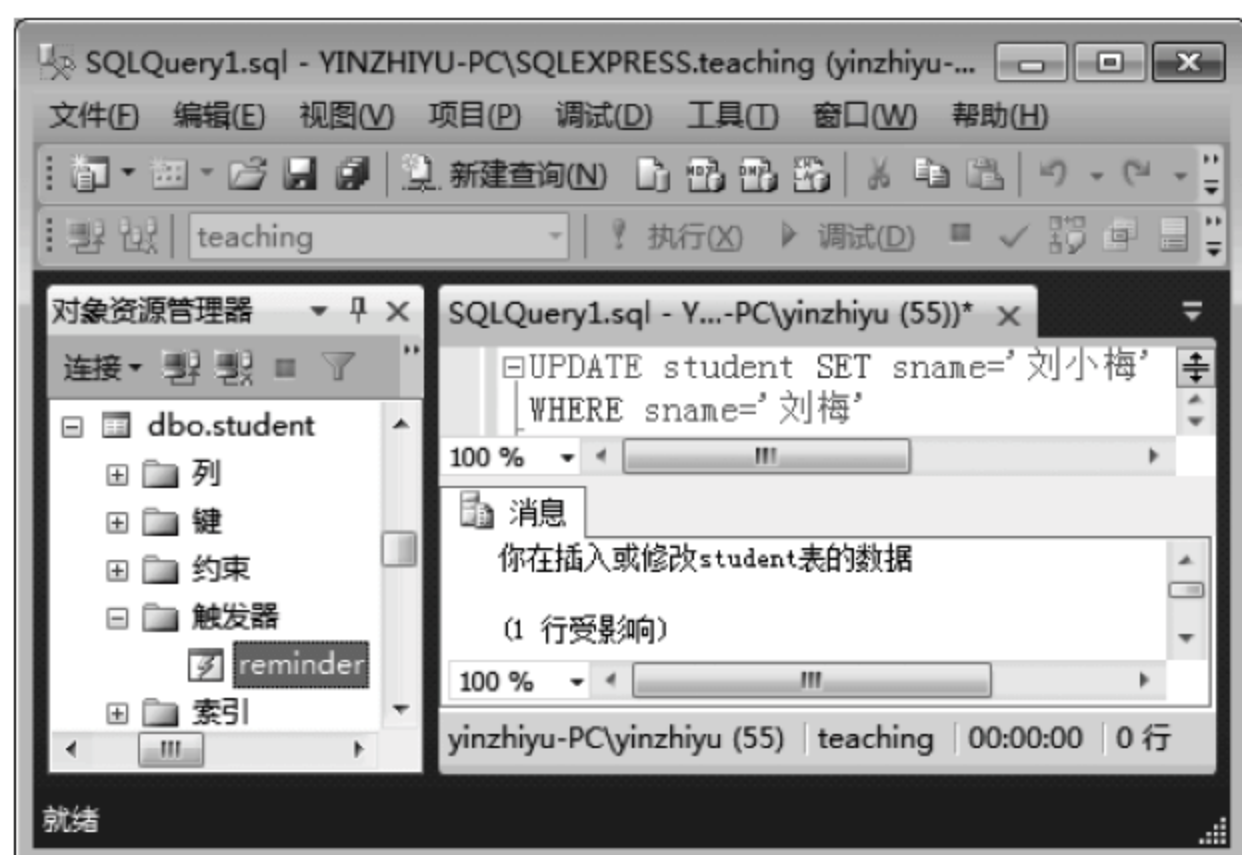 SQLQuery1.sql - YINZHIYU-PC\SQLEXPRESS.teaching (yinzhiyu-...
文件(F) 编辑(E) 视图(V) 项目(P) 调试(D) 工具(T) 窗口(W) 帮助(H)
新建查询(N)
teaching 执行(X) 调试(D)
对象资源管理器
连接
dbo.student
列
键
约束
触发器
reminder
索引
SQLQuery1.sql - Y...-PC\yinzhiyu (55))*
UPDATE student SET sname='刘小梅'
WHERE sname='刘梅'
100 %
消息
你在插入或修改student表的数据
(1 行受影响)
100 %
yinzhiyu-PC\yinzhiyu (55) teaching 00:00:00 0 行
就绪